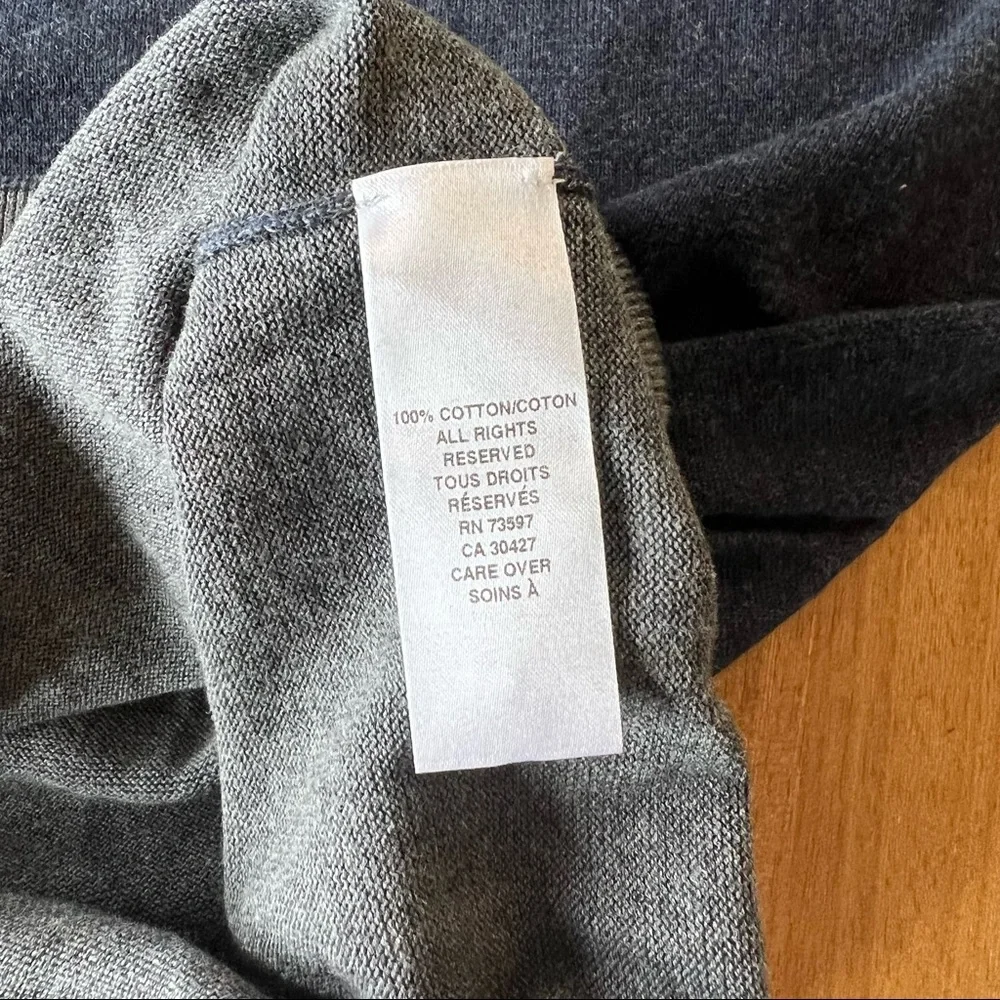 100% COTTON/COTON
ALL RIGHTS
RESERVED
TOUS DROITS
RÉSERVÉS
RN 73597
CA 30427
CARE OVER
SOINS À